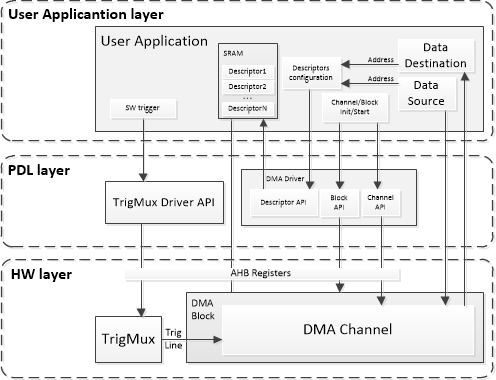 User Applicantion layer
User Application
SRAM
Descriptor1
Descriptor2
...
DescriptorN
Descriptors
configuration
Address
Address
Data
Destination
Data
Source
SW trigger
Channel/Block
init/Start
PDL layer
TrigMux Driver API
DMA Driver
Descriptor API
Block
API
Channel
API
HW layer
AHB Registers
DMA
Block
TrigMux
Trig
Line
DMA Channel